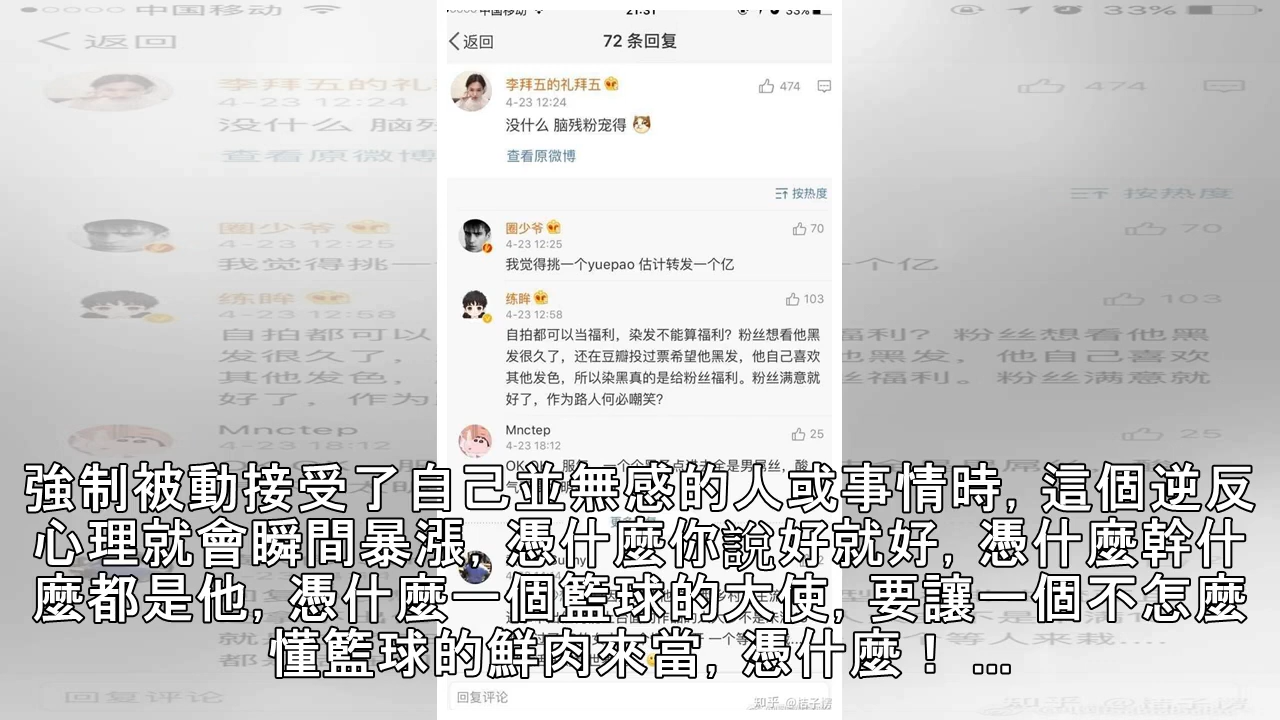 中国移动
21:31
33%
返回
72 条回复
李拜五的礼拜五
474
4-23 12:24
没什么 脑残粉宠得
查看原微博
按热度
圈少爷
70
4-23 12:25
我觉得挑一个yuepao 估计转发一个亿
练眸
103
4-23 12:58
自拍都可以当福利，染发不能算福利？粉丝想看他黑
发很久了，还在豆瓣投过票希望他黑发，他自己喜欢
其他发色，所以染黑真的是给粉丝福利。粉丝满意就
好了，作为路人何必嘲笑？
Mnctep
25
4-23 18:12
強制被動接受了自己並無感的人或事情時, 這個逆反
心理就會瞬間暴漲, 憑什麼你說好就好, 憑什麼幹什
麼都是他, 憑什麼一個籃球的大使, 要讓一個不怎麼
懂籃球的鮮肉來當, 憑什麼！ ...
回复评论
知乎 @桔子榜